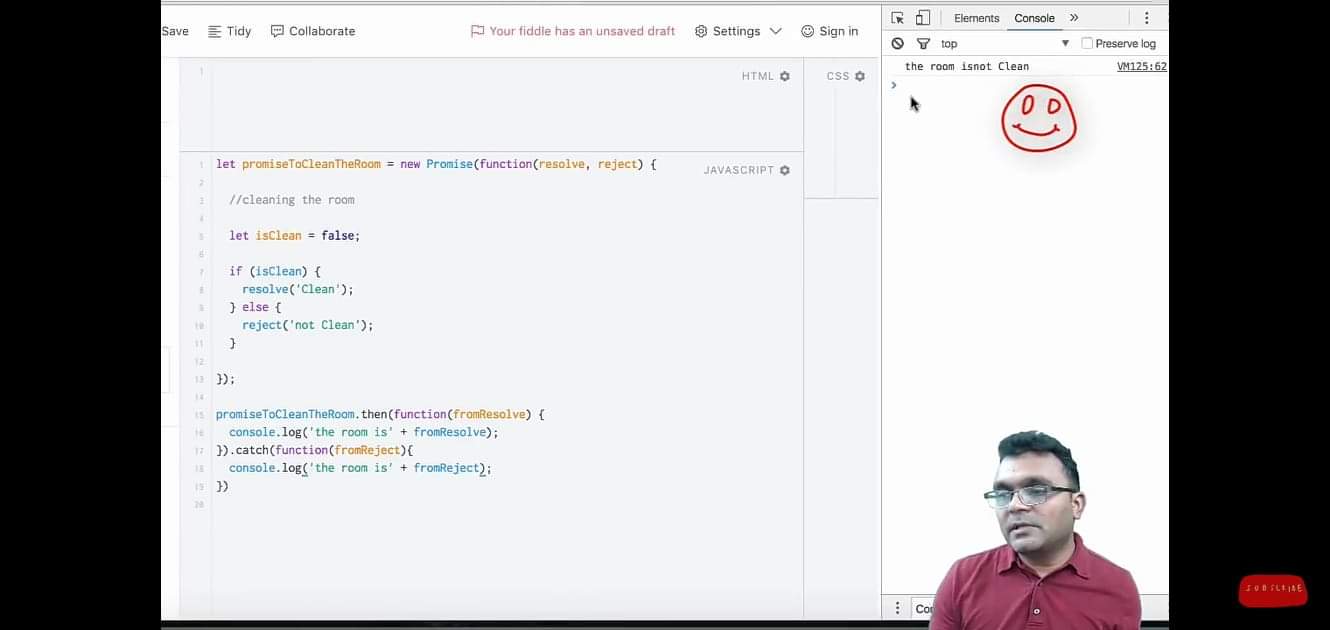 Save Tidy Collaborate Your fiddle has an unsaved draft Settings Sign in
Elements Console »
top Preserve log
the room isnot Clean VM125:62
>
1
HTML
CSS
JAVASCRIPT
1 let promiseToCleanTheRoom = new Promise(function(resolve, reject) {
2
3 //cleaning the room
4
5 let isClean = false;
6
7 if (isClean) {
8 resolve('Clean');
9 } else {
10 reject('not Clean');
11 }
12
13 });
14
15 promiseToCleanTheRoom.then(function(fromResolve) {
16 console.log('the room is' + fromResolve);
17 }).catch(function(fromReject){
18 console.log('the room is' + fromReject);
19 })
20
SUBSCRIBE